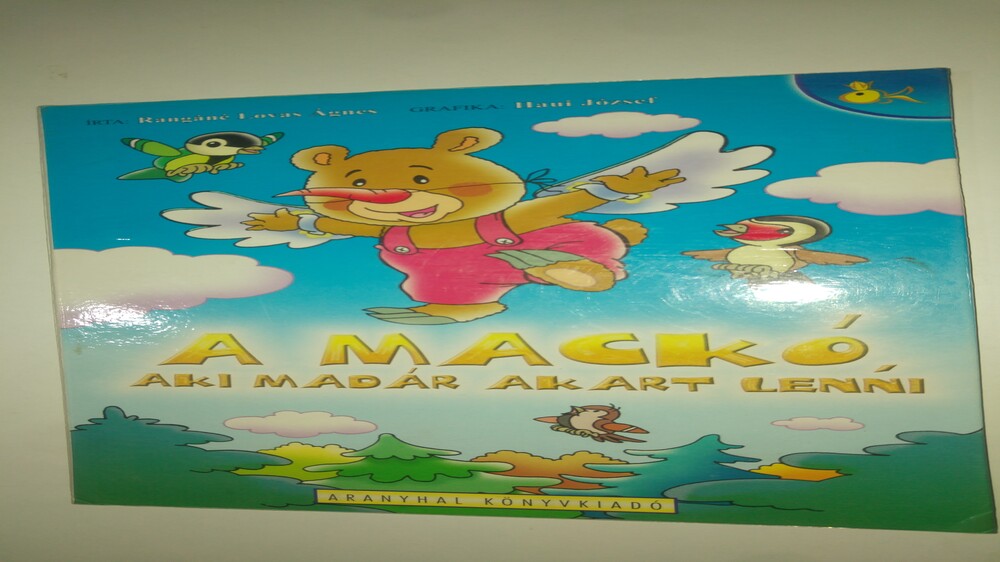 ÍRTA: Rangáné Lovas Ágnes GRAFIKA: Haui József
A MACKÓ
AKI MADÁR AKART LENNI
ARANYHAL KÖNYVKIADÓ